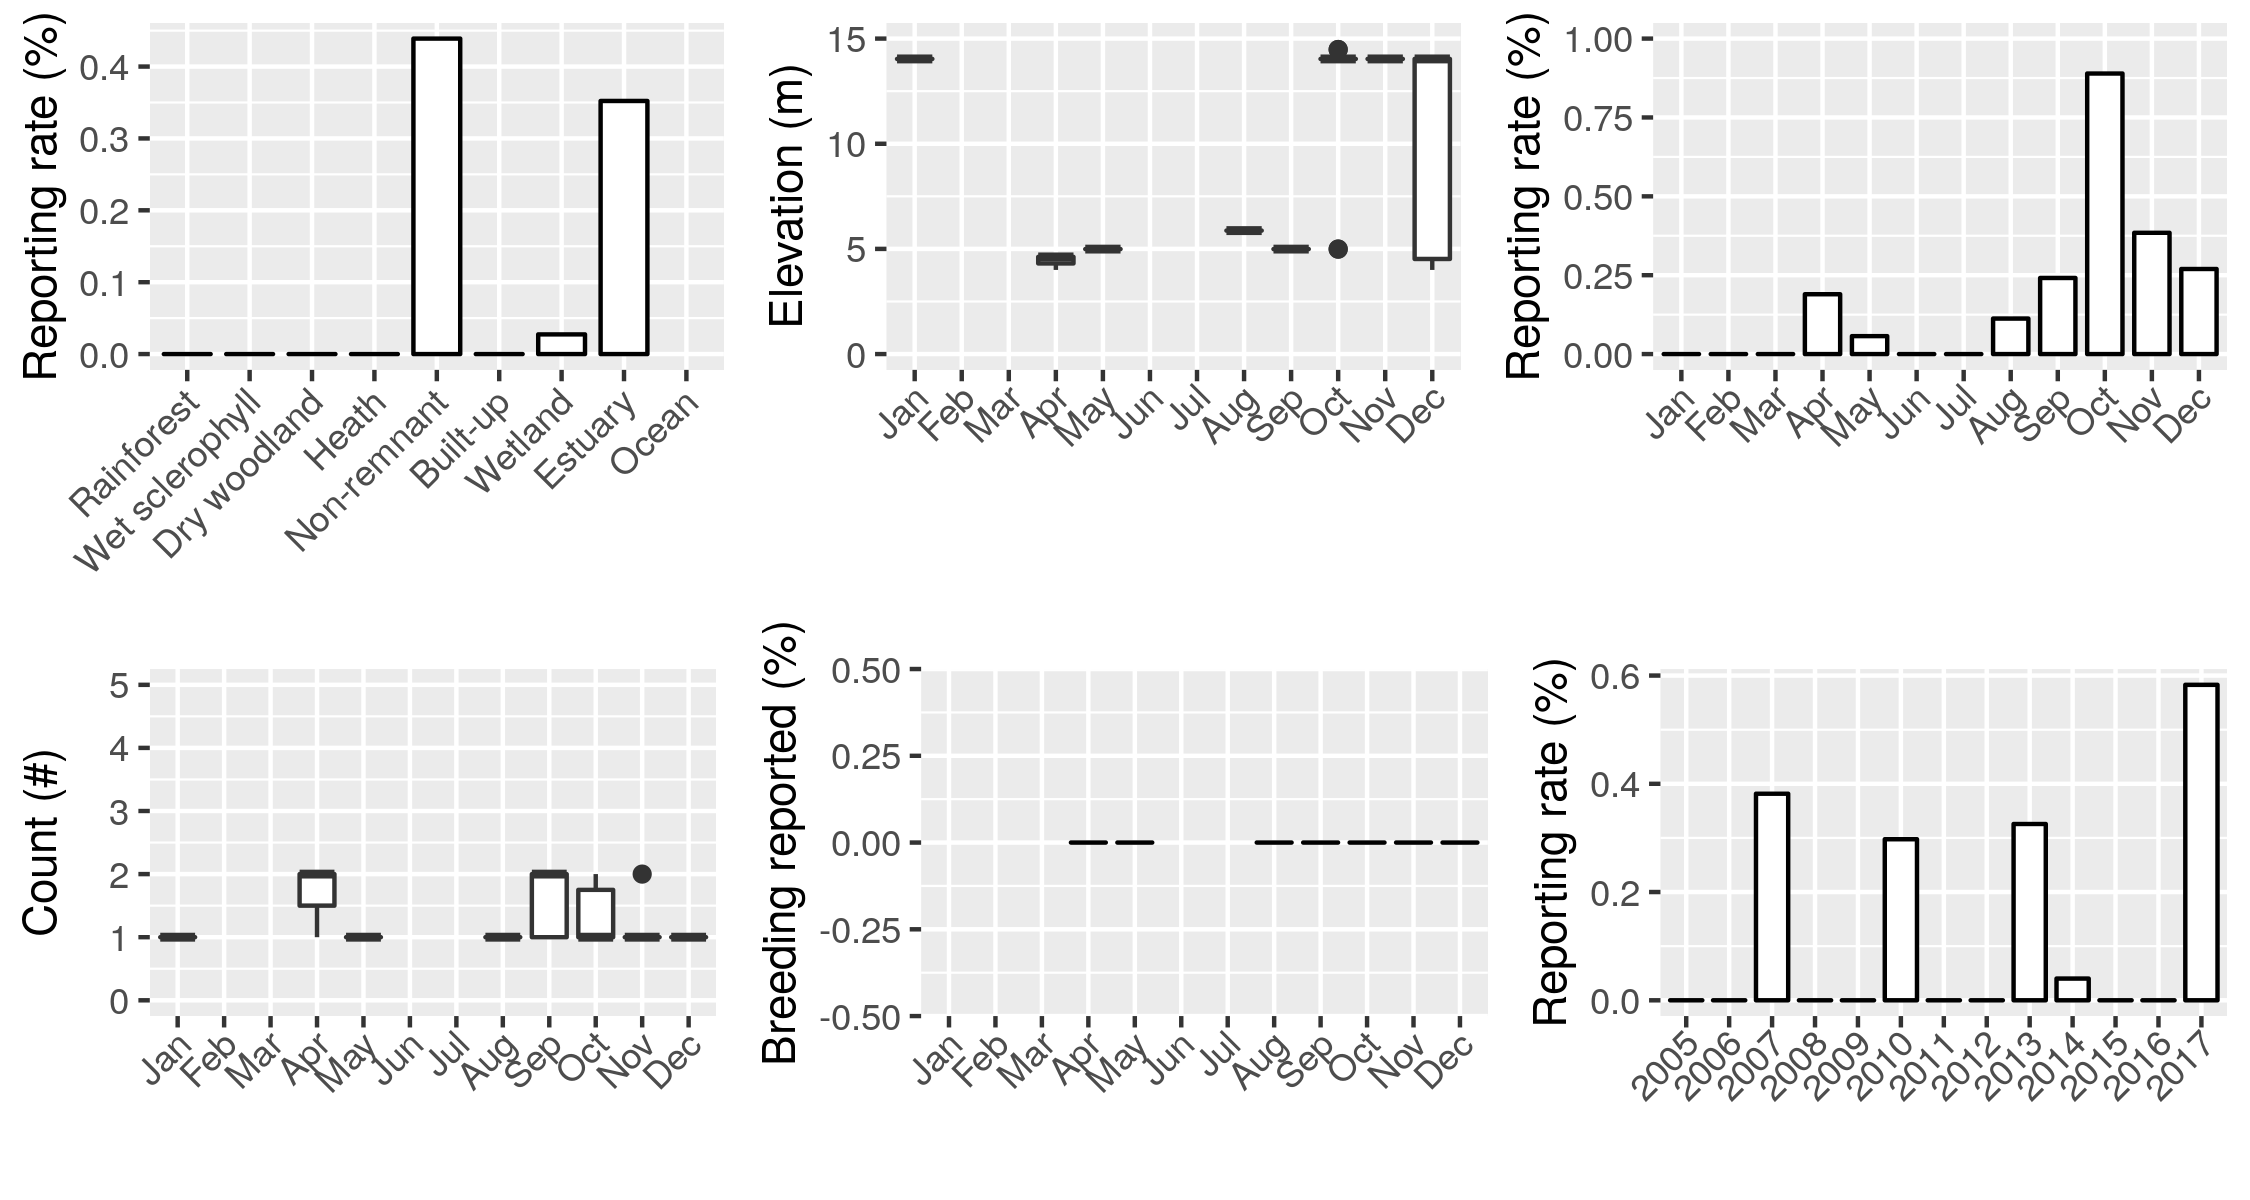 Reporting rate (%)
0.4
0.3
0.2
0.1
0.0
Rainforest
Wet sclerophyll
Dry woodland
Heath
Non-remnant
Built-up
Wetland
Estuary
Ocean
Elevation (m)
15
10
5
0
Jan
Feb
Mar
Apr
May
Jun
Jul
Aug
Sep
Oct
Nov
Dec
Reporting rate (%)
1.00
0.75
0.50
0.25
0.00
Jan
Feb
Mar
Apr
May
Jun
Jul
Aug
Sep
Oct
Nov
Dec
Count (#)
5
4
3
2
1
0
Jan
Feb
Mar
Apr
May
Jun
Jul
Aug
Sep
Oct
Nov
Dec
Breeding reported (%)
0.50
0.25
0.00
-0.25
-0.50
Jan
Feb
Mar
Apr
May
Jun
Jul
Aug
Sep
Oct
Nov
Dec
Reporting rate (%)
0.6
0.4
0.2
0.0
2005
2006
2007
2008
2009
2010
2011
2012
2013
2014
2015
2016
2017